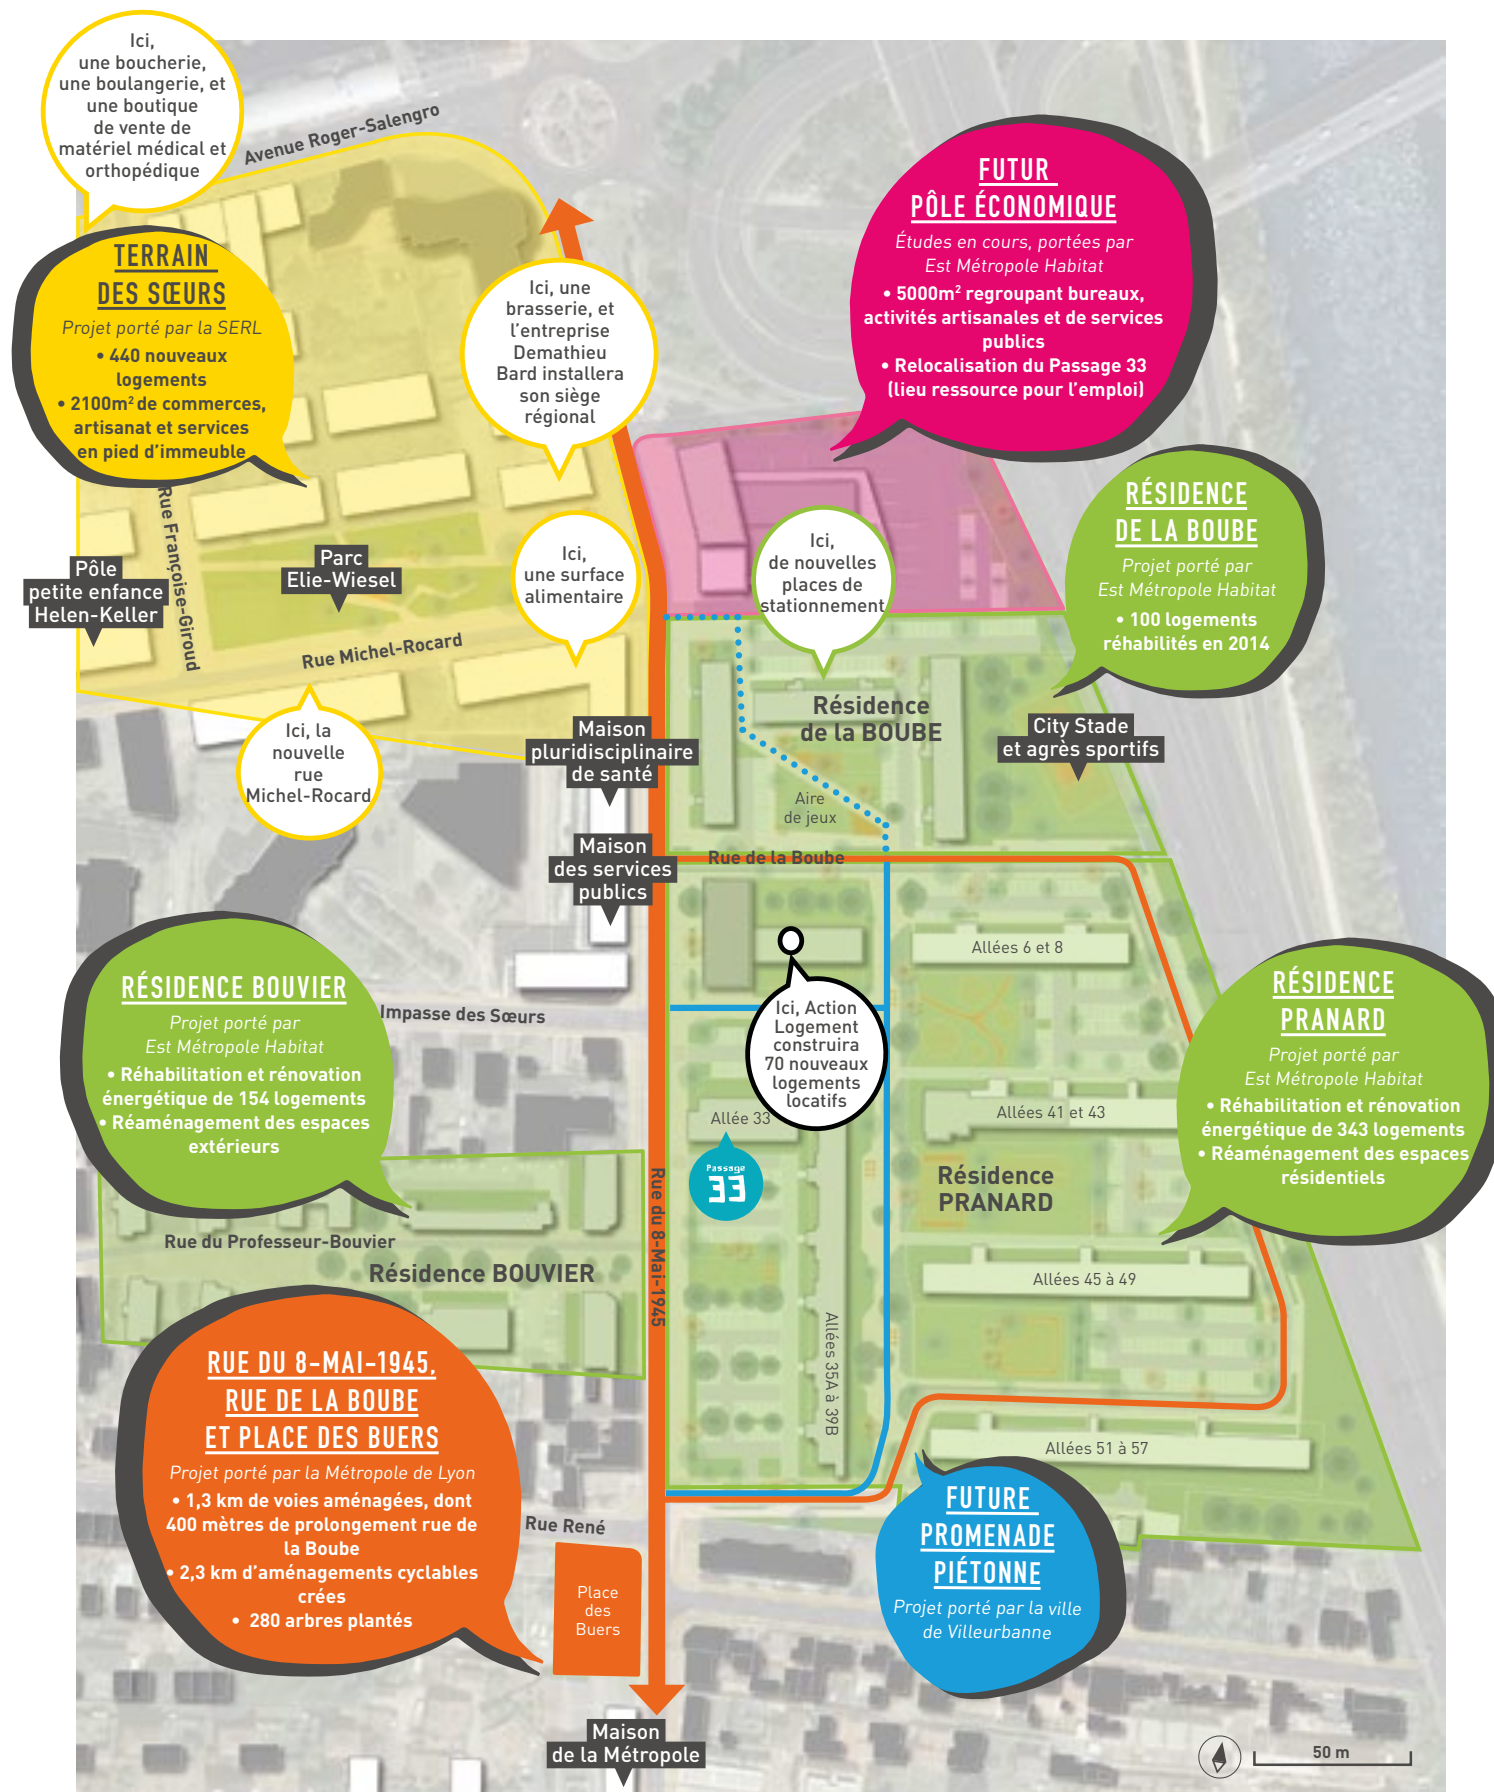 Ici,
une boucherie,
une boulangerie, et
une boutique
de vente de
matériel médical et
orthopédique
Avenue Roger-Salengro
TERRAIN
DES SŒURS
Projet porté par la SERL
• 440 nouveaux
logements
• 2100m² de commerces,
artisanat et services
en pied d'immeuble
Ici, une
brasserie, et
l'entreprise
Demathieu
Bard installera
son siège
régional
FUTUR
PÔLE ÉCONOMIQUE
Études en cours, portées par
Est Métropole Habitat
• 5000m² regroupant bureaux,
activités artisanales et de services
publics
• Relocalisation du Passage 33
(lieu ressource pour l'emploi)
RÉSIDENCE
DE LA BOUBE
Projet porté par
Est Métropole Habitat
• 100 logements
réhabilités en 2014
Rue Françoise-Giroud
Pôle
petite enfance
Helen-Keller
Parc
Elie-Wiesel
Ici,
une surface
alimentaire
Ici,
de nouvelles
places de
stationnement
Rue Michel-Rocard
Ici, la
nouvelle
rue
Michel-Rocard
Maison
pluridisciplinaire
de santé
Résidence
de la BOUBE
City Stade
et agrès sportifs
Aire
de jeux
Maison
des services
publics
Rue de la Boube
Allées 6 et 8
RÉSIDENCE BOUVIER
Projet porté par
Est Métropole Habitat
• Réhabilitation et rénovation
énergétique de 154 logements
• Réaménagement des espaces
extérieurs
Impasse des Sœurs
Ici, Action
Logement
construira
70 nouveaux
logements
locatifs
RÉSIDENCE
PRANARD
Projet porté par
Est Métropole Habitat
• Réhabilitation et rénovation
énergétique de 343 logements
• Réaménagement des espaces
résidentiels
Allée 33
Allées 41 et 43
Passage
33
Résidence
PRANARD
Rue du 8-Mai-1945
Rue du Professeur-Bouvier
Résidence BOUVIER
Allées 45 à 49
Allées 35A à 39B
RUE DU 8-MAI-1945,
RUE DE LA BOUBE
ET PLACE DES BUERS
Projet porté par la Métropole de Lyon
• 1,3 km de voies aménagées, dont
400 mètres de prolongement rue de
la Boube
• 2,3 km d'aménagements cyclables
crées
• 280 arbres plantés
Allées 51 à 57
Rue René
Place
des
Buers
FUTURE
PROMENADE
PIÉTONNE
Projet porté par la ville
de Villeurbanne
Maison
de la Métropole
50 m